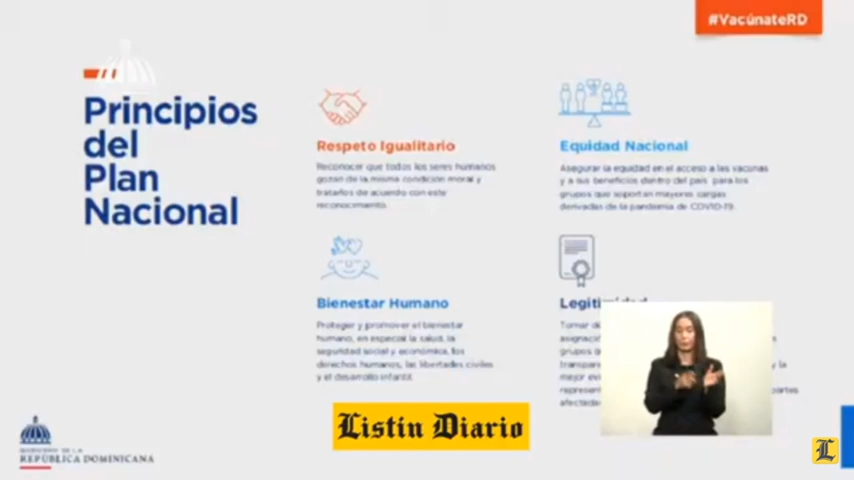 #VacúnateRD
Principios
del
Plan
Nacional
Respeto Igualitario
Reconocer que todos los seres humanos
gozan de la misma condición moral y
tratarlos de acuerdo con este
reconocimiento.
Equidad Nacional
Asegurar la equidad en el acceso a las vacunas
y a sus beneficios dentro del país para los
grupos que soportan mayores cargas
derivadas de la pandemia de COVID-19.
Bienestar Humano
Proteger y promover el bienestar
humano, en especial la salud, la
seguridad social y económica, los
derechos humanos, las libertades civiles
y el desarrollo infantil.
Legitimidad
Tomar
grupos
y la
mejor
partes
Listin Diario
L
REPÚBLICA DOMINICANA